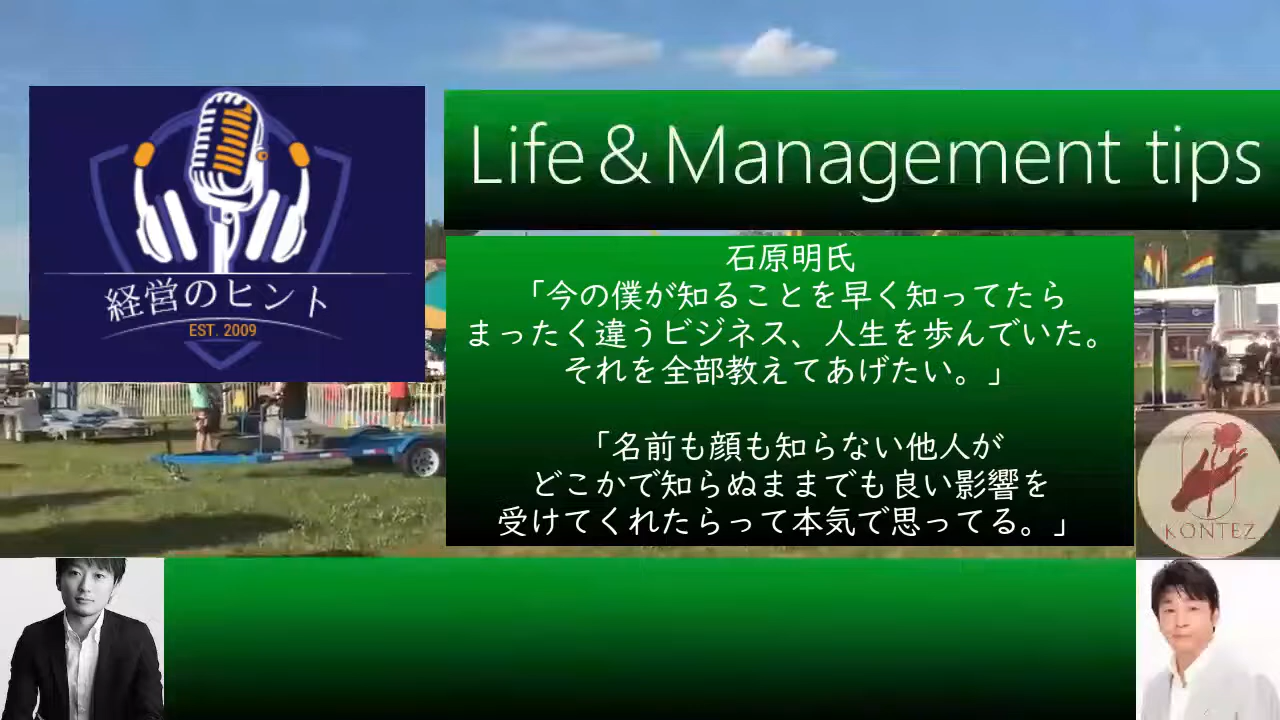 経営のヒント
EST. 2009
Life＆Management tips
石原明氏
「今の僕が知ることを早く知ってたら
まったく違うビジネス、人生を歩んでいた。
それを全部教えてあげたい。」
「名前も顔も知らない他人が
どこかで知らぬままでも良い影響を
受けてくれたらって本気で思ってる。」
KONTEZ